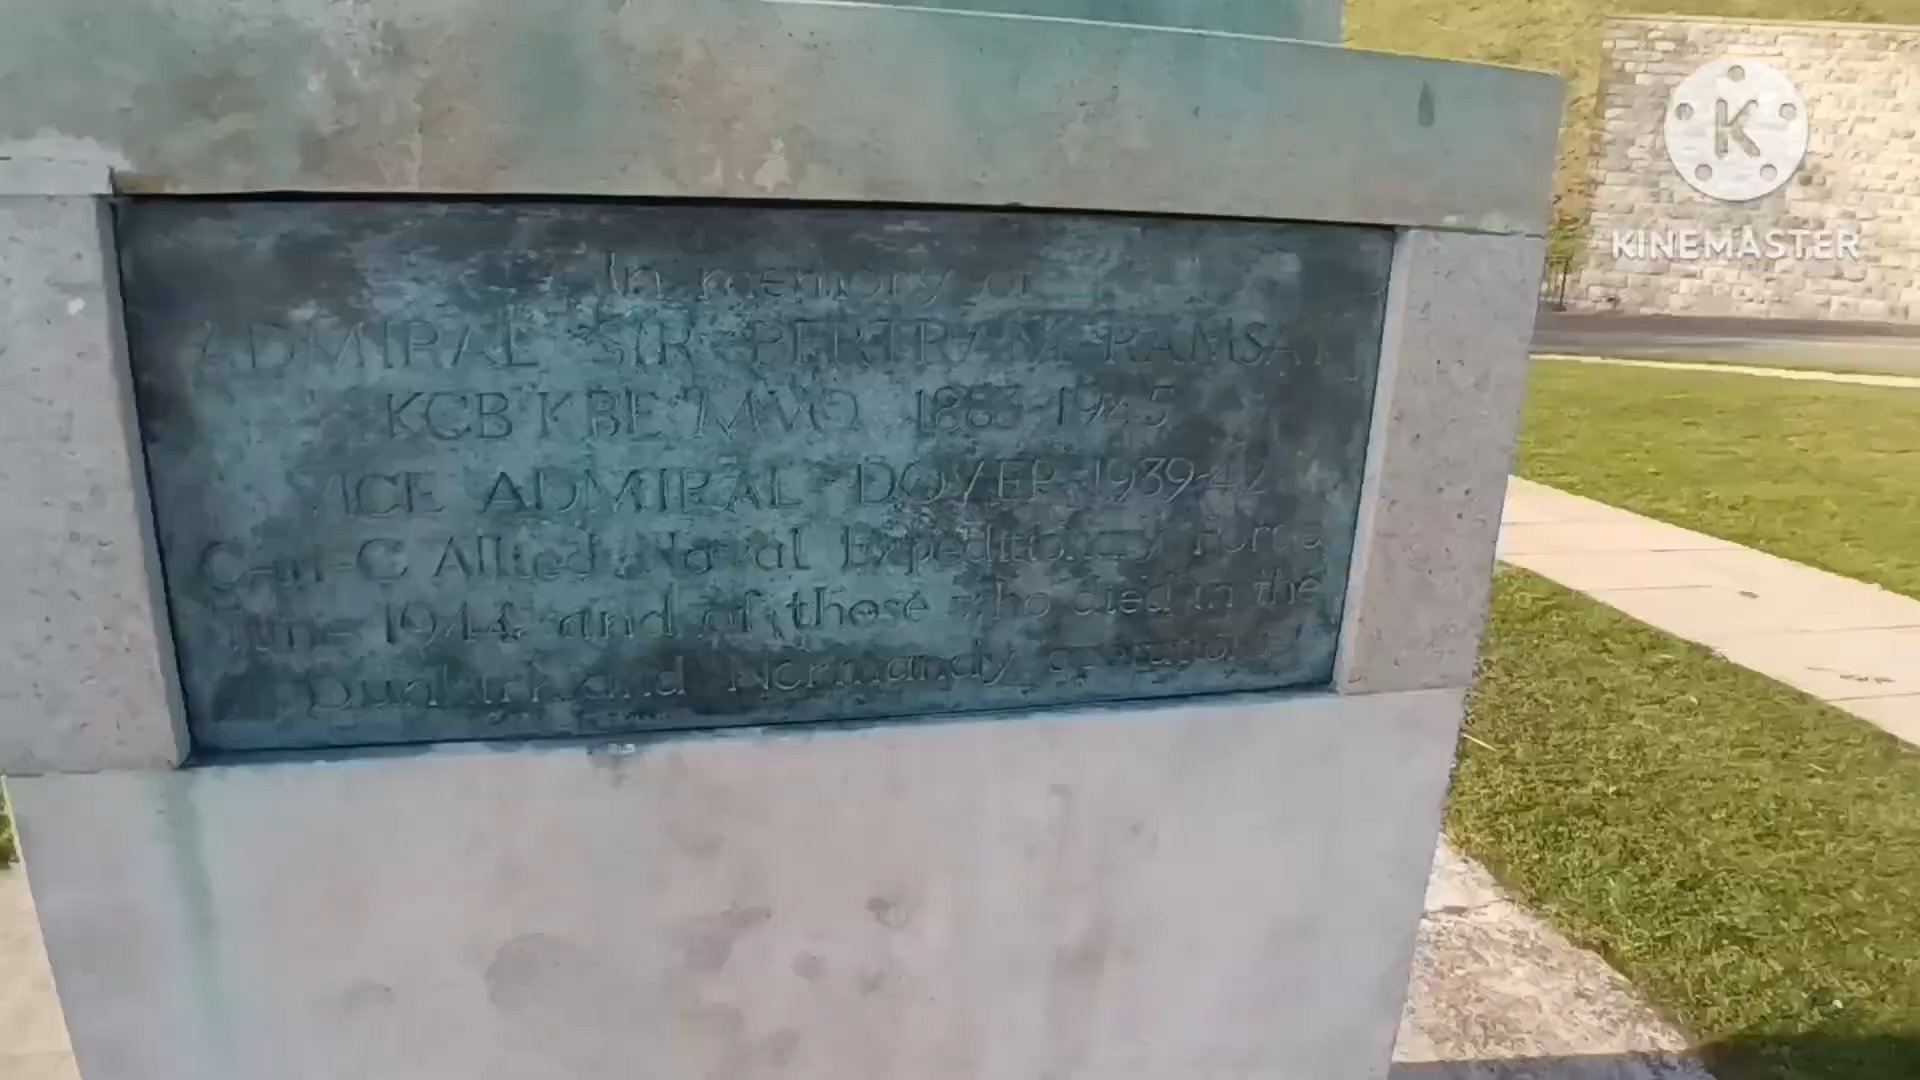 In memory of
ADMIRAL SIR BERTRAM RAMSAY
KCB KBE MVO 1883-1945
VICE ADMIRAL DOVER 1939-42
C-in-C Allied Naval Expeditionary Force
June 1944 and of those who died in the
Dunkirk and Normandy operations
K
KINEMASTER